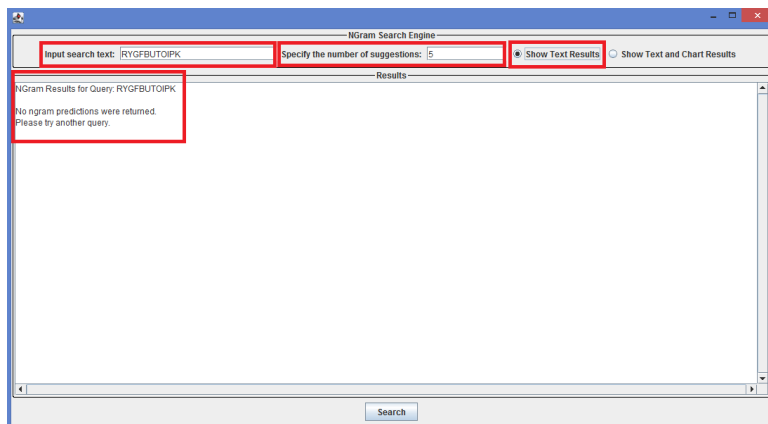 NGram Search Engine
Input search text: RYGFBUTOIPK Specify the number of suggestions: 5 Show Text Results Show Text and Chart Results
Results
NGram Results for Query: RYGFBUTOIPK
No ngram predictions were returned.
Please try another query.
Search